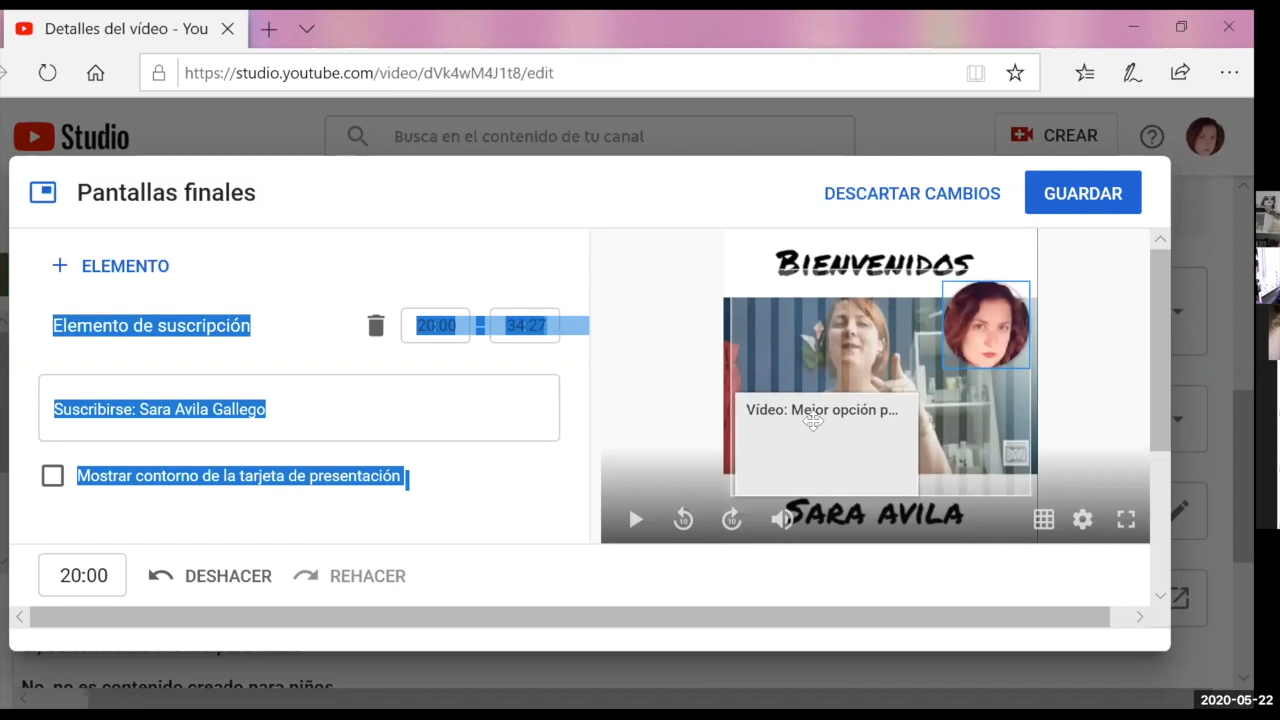 Detalles del vídeo - You
https://studio.youtube.com/video/dVk4wM4J1t8/edit
Studio
Busca en el contenido de tu canal
CREAR
Pantallas finales
DESCARTAR CAMBIOS
GUARDAR
+ ELEMENTO
Elemento de suscripción
20:00 – 34:27
Suscribirse: Sara Avila Gallego
Mostrar contorno de la tarjeta de presentación
BIENVENIDOS
Vídeo: Mejor opción p...
SARA AVILA
10
10
20:00
DESHACER
REHACER
No, no es contenido creado para niños
2020-05-22